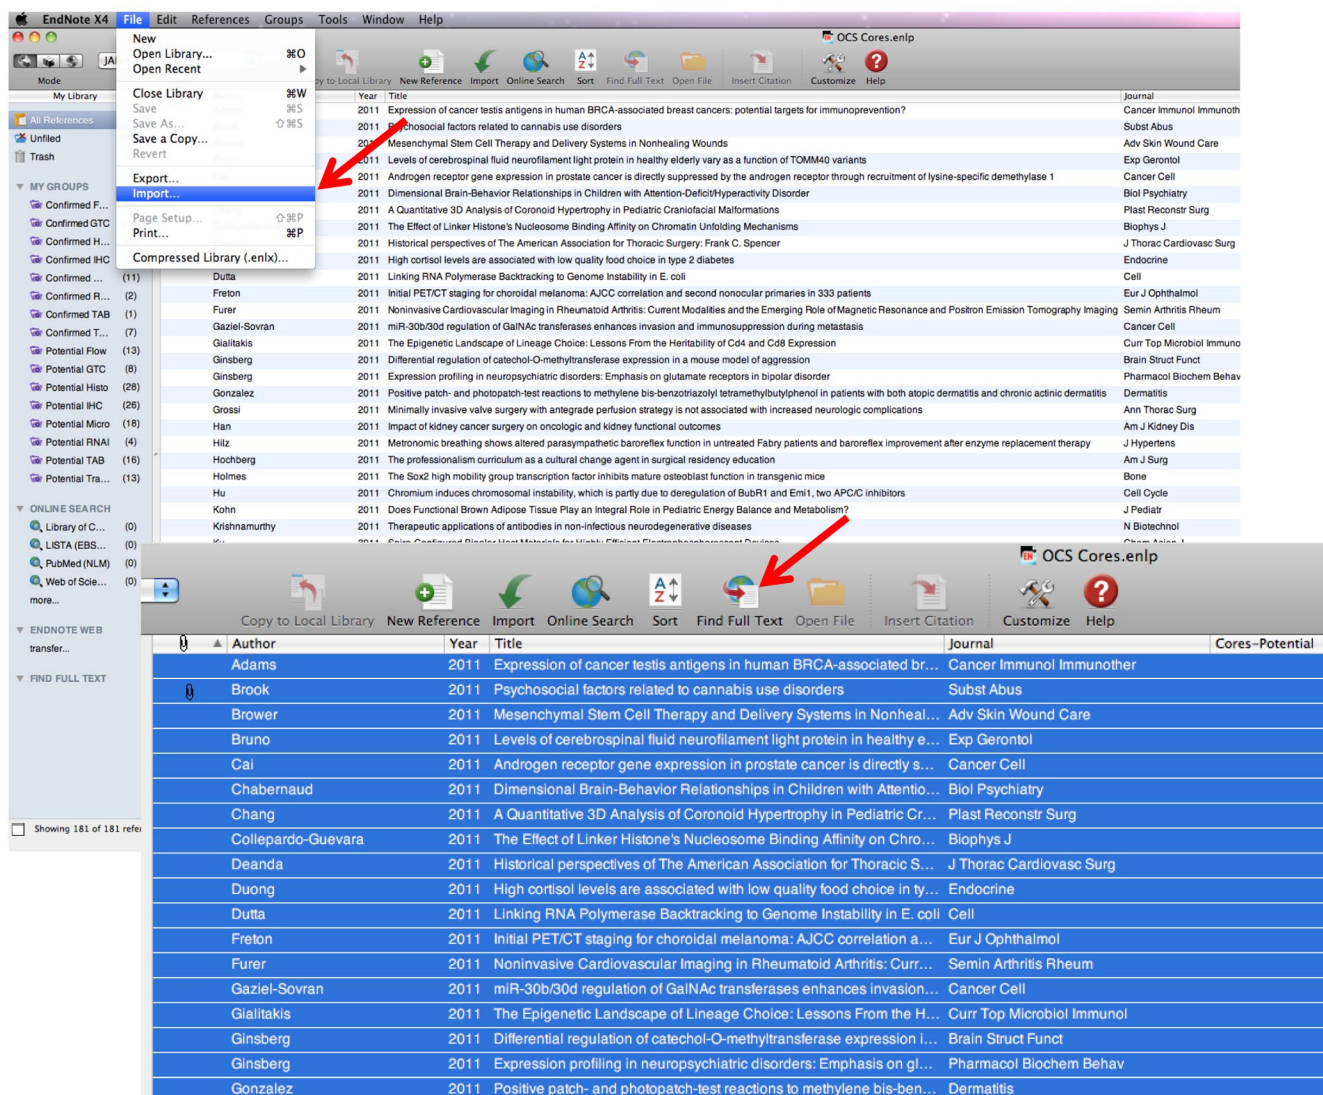 EndNote X4 File Edit References Groups Tools Window Help
OCS Cores.enlp
New
Open Library... ⌘O
Open Recent ▶
Close Library ⌘W
Save ⌘S
Save As... ⇧⌘S
Save a Copy...
Revert
Export...
Import...
Page Setup... ⇧⌘P
Print... ⌘P
Compressed Library (.enlx)...
Mode
py to Local Library New Reference Import Online Search Sort Find Full Text Open File Insert Citation Customize Help
My Library
All References
Unfiled
Trash
MY GROUPS
Confirmed F...
Confirmed GTC
Confirmed H...
Confirmed IHC
Confirmed ... (11)
Confirmed R... (2)
Confirmed TAB (1)
Confirmed T... (7)
Potential Flow (13)
Potential GTC (8)
Potential Histo (28)
Potential IHC (26)
Potential Micro (18)
Potential RNAI (4)
Potential TAB (16)
Potential Tra... (13)
ONLINE SEARCH
Library of C... (0)
LISTA (EBS... (0)
PubMed (NLM) (0)
Web of Scie... (0)
more...
ENDNOTE WEB
transfer...
FIND FULL TEXT
Showing 181 of 181 refe
Year Title Journal
2011 Expression of cancer testis antigens in human BRCA-associated breast cancers: potential targets for immunoprevention? Cancer Immunol Immunoth
2011 Psychosocial factors related to cannabis use disorders Subst Abus
2011 Mesenchymal Stem Cell Therapy and Delivery Systems in Nonhealing Wounds Adv Skin Wound Care
2011 Levels of cerebrospinal fluid neurofilament light protein in healthy elderly vary as a function of TOMM40 variants Exp Gerontol
2011 Androgen receptor gene expression in prostate cancer is directly suppressed by the androgen receptor through recruitment of lysine-specific demethylase 1 Cancer Cell
2011 Dimensional Brain-Behavior Relationships in Children with Attention-Deficit/Hyperactivity Disorder Biol Psychiatry
2011 A Quantitative 3D Analysis of Coronoid Hypertrophy in Pediatric Craniofacial Malformations Plast Reconstr Surg
2011 The Effect of Linker Histone's Nucleosome Binding Affinity on Chromatin Unfolding Mechanisms Biophys J
2011 Historical perspectives of The American Association for Thoracic Surgery: Frank C. Spencer J Thorac Cardiovasc Surg
2011 High cortisol levels are associated with low quality food choice in type 2 diabetes Endocrine
Dutta 2011 Linking RNA Polymerase Backtracking to Genome Instability in E. coli Cell
Freton 2011 Initial PET/CT staging for choroidal melanoma: AJCC correlation and second nonocular primaries in 333 patients Eur J Ophthalmol
Furer 2011 Noninvasive Cardiovascular Imaging in Rheumatoid Arthritis: Current Modalities and the Emerging Role of Magnetic Resonance and Positron Emission Tomography Imaging Semin Arthritis Rheum
Gaziel-Sovran 2011 miR-30b/30d regulation of GalNAc transferases enhances invasion and immunosuppression during metastasis Cancer Cell
Gialitakis 2011 The Epigenetic Landscape of Lineage Choice: Lessons From the Heritability of Cd4 and Cd8 Expression Curr Top Microbiol Immuno
Ginsberg 2011 Differential regulation of catechol-O-methyltransferase expression in a mouse model of aggression Brain Struct Funct
Ginsberg 2011 Expression profiling in neuropsychiatric disorders: Emphasis on glutamate receptors in bipolar disorder Pharmacol Biochem Behav
Gonzalez 2011 Positive patch- and photopatch-test reactions to methylene bis-benzotriazolyl tetramethylbutylphenol in patients with both atopic dermatitis and chronic actinic dermatitis Dermatitis
Grossi 2011 Minimally invasive valve surgery with antegrade perfusion strategy is not associated with increased neurologic complications Ann Thorac Surg
Han 2011 Impact of kidney cancer surgery on oncologic and kidney functional outcomes Am J Kidney Dis
Hilz 2011 Metronomic breathing shows altered parasympathetic baroreflex function in untreated Fabry patients and baroreflex improvement after enzyme replacement therapy J Hypertens
Hochberg 2011 The professionalism curriculum as a cultural change agent in surgical residency education Am J Surg
Holmes 2011 The Sox2 high mobility group transcription factor inhibits mature osteoblast function in transgenic mice Bone
Hu 2011 Chromium induces chromosomal instability, which is partly due to deregulation of BubR1 and Emi1, two APC/C inhibitors Cell Cycle
Kohn 2011 Does Functional Brown Adipose Tissue Play an Integral Role in Pediatric Energy Balance and Metabolism? J Pediatr
Krishnamurthy 2011 Therapeutic applications of antibodies in non-infectious neurodegenerative diseases N Biotechnol
OCS Cores.enlp
Copy to Local Library New Reference Import Online Search Sort Find Full Text Open File Insert Citation Customize Help
Author Year Title Journal Cores-Potential
Adams 2011 Expression of cancer testis antigens in human BRCA-associated br... Cancer Immunol Immunother
Brook 2011 Psychosocial factors related to cannabis use disorders Subst Abus
Brower 2011 Mesenchymal Stem Cell Therapy and Delivery Systems in Nonheal... Adv Skin Wound Care
Bruno 2011 Levels of cerebrospinal fluid neurofilament light protein in healthy e... Exp Gerontol
Cai 2011 Androgen receptor gene expression in prostate cancer is directly s... Cancer Cell
Chabernaud 2011 Dimensional Brain-Behavior Relationships in Children with Attentio... Biol Psychiatry
Chang 2011 A Quantitative 3D Analysis of Coronoid Hypertrophy in Pediatric Cr... Plast Reconstr Surg
Collepardo-Guevara 2011 The Effect of Linker Histone's Nucleosome Binding Affinity on Chro... Biophys J
Deanda 2011 Historical perspectives of The American Association for Thoracic S... J Thorac Cardiovasc Surg
Duong 2011 High cortisol levels are associated with low quality food choice in ty... Endocrine
Dutta 2011 Linking RNA Polymerase Backtracking to Genome Instability in E. coli Cell
Freton 2011 Initial PET/CT staging for choroidal melanoma: AJCC correlation a... Eur J Ophthalmol
Furer 2011 Noninvasive Cardiovascular Imaging in Rheumatoid Arthritis: Curr... Semin Arthritis Rheum
Gaziel-Sovran 2011 miR-30b/30d regulation of GalNAc transferases enhances invasion... Cancer Cell
Gialitakis 2011 The Epigenetic Landscape of Lineage Choice: Lessons From the H... Curr Top Microbiol Immunol
Ginsberg 2011 Differential regulation of catechol-O-methyltransferase expression i... Brain Struct Funct
Ginsberg 2011 Expression profiling in neuropsychiatric disorders: Emphasis on gl... Pharmacol Biochem Behav
Gonzalez 2011 Positive patch- and photopatch-test reactions to methylene bis-ben... Dermatitis